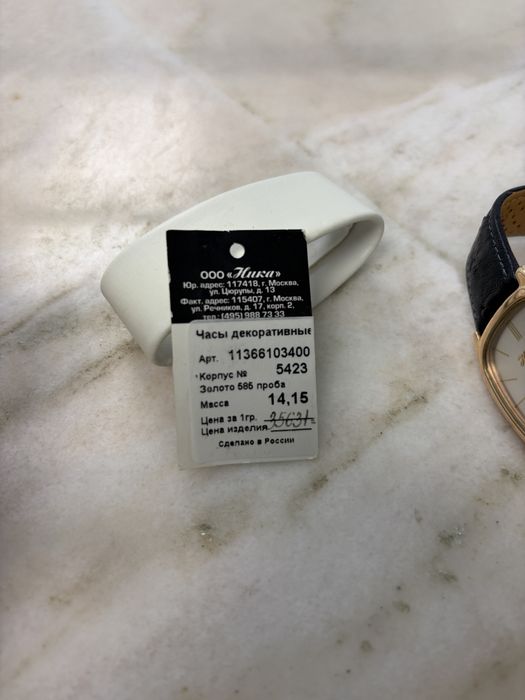 ООО «Ника»
Юр. адрес: 117418, г. Москва,
ул. Цюрупы, д. 13
Факт. адрес: 115407, г. Москва,
ул. Речников, д. 17, корп. 2,
тел.: (495) 988 73 33
Часы декоративные
Арт. 11366103400
Корпус № 5423
Золото 585 проба
Масса 14,15
Цена за 1гр.
Цена изделия 35631=
Сделано в России